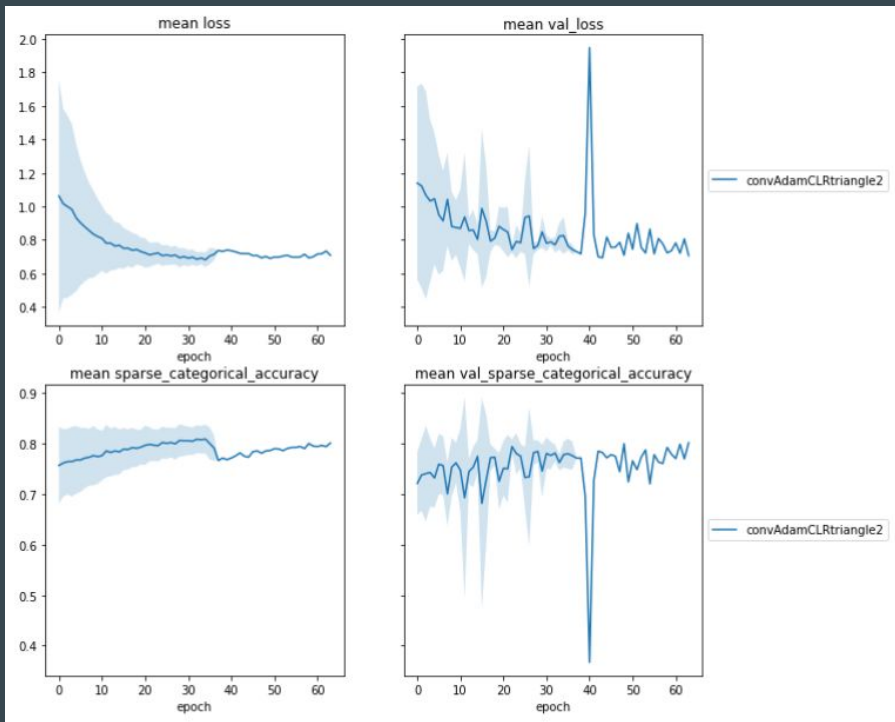 mean loss
mean val_loss
2.0
1.8
1.6
1.4
1.2
1.0
0.8
0.6
0.4
0 10 20 30 40 50 60
0 10 20 30 40 50 60
epoch
epoch
convAdamCLRtriangle2
mean sparse_categorical_accuracy
mean val_sparse_categorical_accuracy
0.9
0.8
0.7
0.6
0.5
0.4
0 10 20 30 40 50 60
0 10 20 30 40 50 60
epoch
epoch
convAdamCLRtriangle2